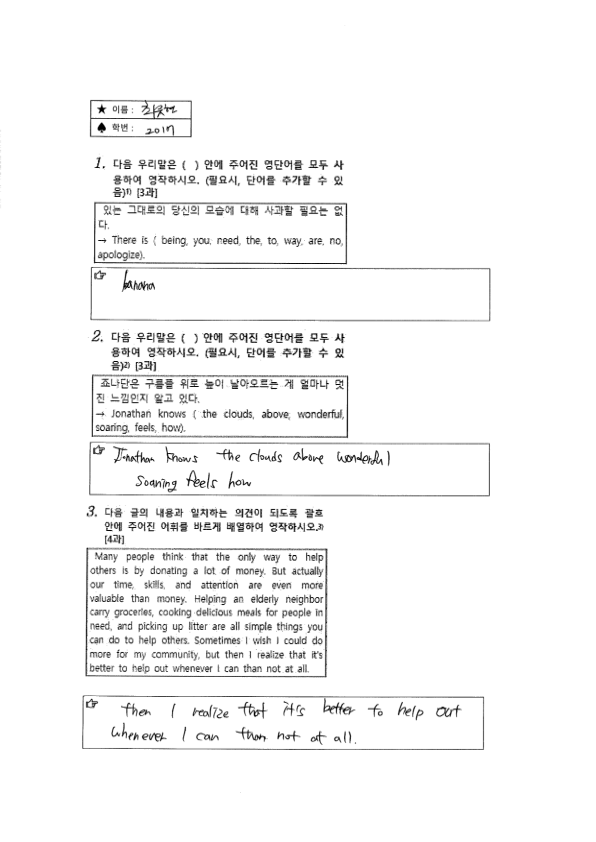 ★ 이름 :
♠ 학번 : 2017
1. 다음 우리말은 ( ) 안에 주어진 영단어를 모두 사
용하여 영작하시오. (필요시, 단어를 추가할 수 있
음)1) [3과]
있는 그대로의 당신의 모습에 대해 사과할 필요는 없
다.
→ There is ( being, you, need, the, to, way, are, no,
apologize).
☞ banana
2. 다음 우리말은 ( ) 안에 주어진 영단어를 모두 사
용하여 영작하시오. (필요시, 단어를 추가할 수 있
음)2) [3과]
죠나단은 구름을 위로 높이 날아오르는 게 얼마나 멋
진 느낌인지 알고 있다.
→ Jonathan knows ( the clouds, above, wonderful,
soaring, feels, how).
☞ Jonathan knows the clouds above wonderful
soaning feels how
3. 다음 글의 내용과 일치하는 의견이 되도록 괄호
안에 주어진 어휘를 바르게 배열하여 영작하시오.3)
[4과]
Many people think that the only way to help
others is by donating a lot of money. But actually
our time, skills, and attention are even more
valuable than money. Helping an elderly neighbor
carry groceries, cooking delicious meals for people in
need, and picking up litter are all simple things you
can do to help others. Sometimes I wish I could do
more for my community, but then I realize that it's
better to help out whenever I can than not at all.
☞ then I realize that it's better to help out
whenever I can than not at all.